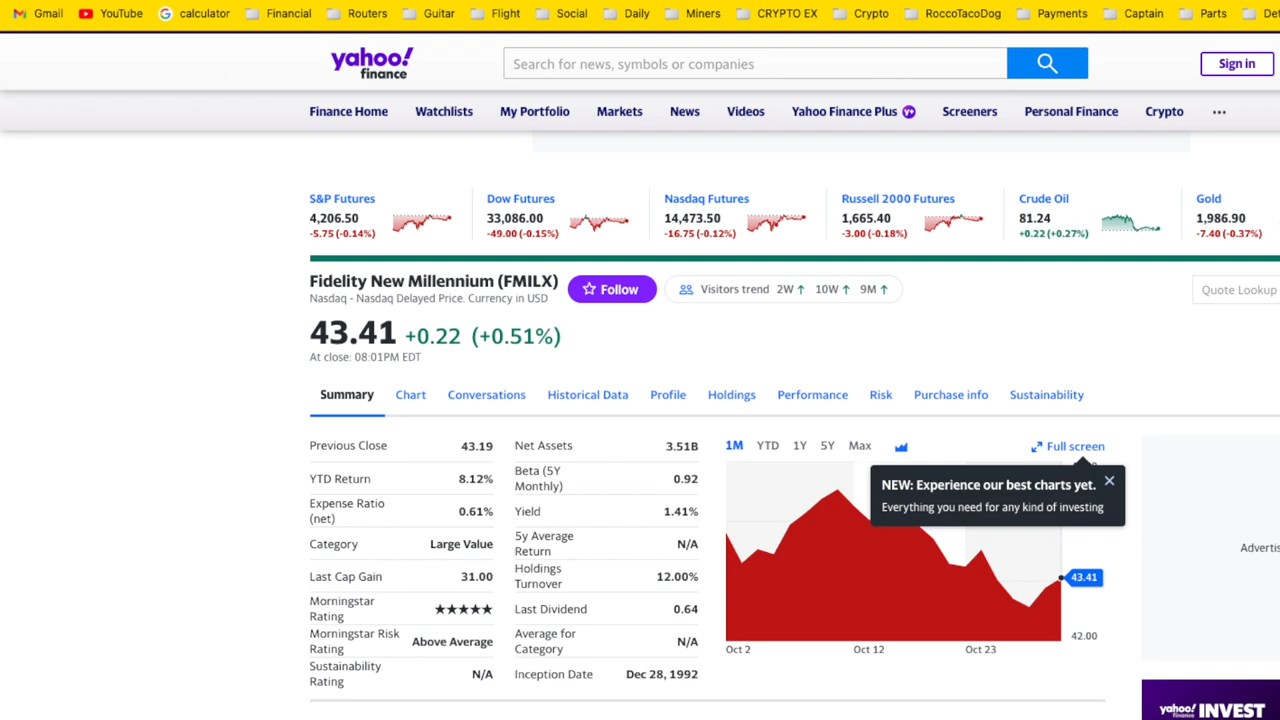 Gmail YouTube calculator Financial Routers Guitar Flight Social Daily Miners CRYPTO EX Crypto RoccoTacoDog Payments Captain Parts
yahoo!
finance
Search for news, symbols or companies
Sign in
Finance Home Watchlists My Portfolio Markets News Videos Yahoo Finance Plus Y+ Screeners Personal Finance Crypto ...
S&P Futures Dow Futures Nasdaq Futures Russell 2000 Futures Crude Oil Gold
4,206.50 33,086.00 14,473.50 1,665.40 81.24 1,986.90
-5.75 (-0.14%) -49.00 (-0.15%) -16.75 (-0.12%) -3.00 (-0.18%) +0.22 (+0.27%) -7.40 (-0.37%)
Fidelity New Millennium (FMILX) Follow Visitors trend 2W↑ 10W↑ 9M↑ Quote Lookup
Nasdaq - Nasdaq Delayed Price. Currency in USD
43.41 +0.22 (+0.51%)
At close: 08:01PM EDT
Summary Chart Conversations Historical Data Profile Holdings Performance Risk Purchase info Sustainability
Previous Close 43.19
YTD Return 8.12%
Expense Ratio
(net) 0.61%
Category Large Value
Last Cap Gain 31.00
Morningstar
Rating ★★★★★
Morningstar Risk
Rating Above Average
Sustainability
Rating N/A
Net Assets 3.51B
Beta (5Y
Monthly) 0.92
Yield 1.41%
5y Average
Return N/A
Holdings
Turnover 12.00%
Last Dividend 0.64
Average for
Category N/A
Inception Date Dec 28, 1992
1M YTD 1Y 5Y Max Full screen
NEW: Experience our best charts yet.
Everything you need for any kind of investing
43.41
42.00
Oct 2 Oct 12 Oct 23
yahoo! INVEST